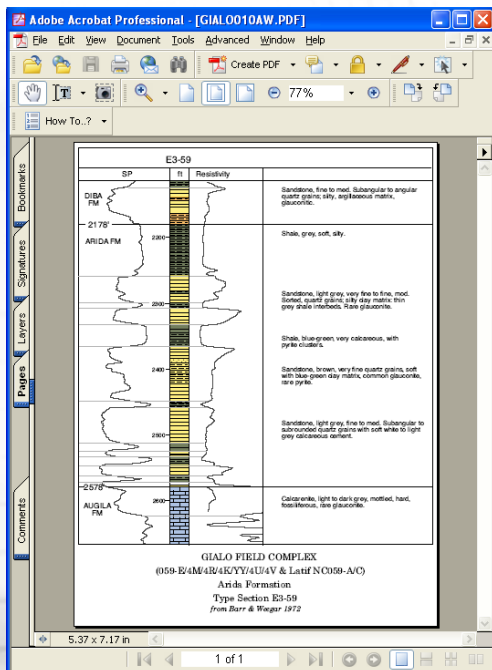 Adobe Acrobat Professional - [GIALO010AW.PDF]
File Edit View Document Tools Advanced Window Help
Create PDF
77%
How To..?
Bookmarks
Signatures
Layers
Pages
Comments
E3-59
SP ft Resistivity
DIBA
FM
Sandstone, fine to med. Subangular to angular
quartz grains; silty, argillaceous matrix,
glauconitic.
2178'
ARIDA FM
2200
Shale, grey, soft, silty.
Sandstone, light grey, very fine to fine, mod.
Sorted, quartz grains; silty clay matrix: thin
grey shale interbeds. Rare glauconite.
2300
Shale, blue-green, very calcareous, with
pyrite clusters.
2400
Sandstone, brown, very fine quartz grains, soft
with blue-green clay matrix, common glauconite,
rare pyrite.
Sandstone, light grey, fine to med. Subangular to
subrounded quartz grains with soft white to light
grey calcareous cement.
2500
2578'
AUGILA
FM
2600
Calcarenite, light to dark grey, mottled, hard,
fossiliferous, rare glauconite.
GIALO FIELD COMPLEX
(059-E/4M/4R/4K/YY/4U/4V & Latif NC059-A/C)
Arida Formation
Type Section E3-59
from Barr & Weegar 1972
5.37 x 7.17 in
1 of 1